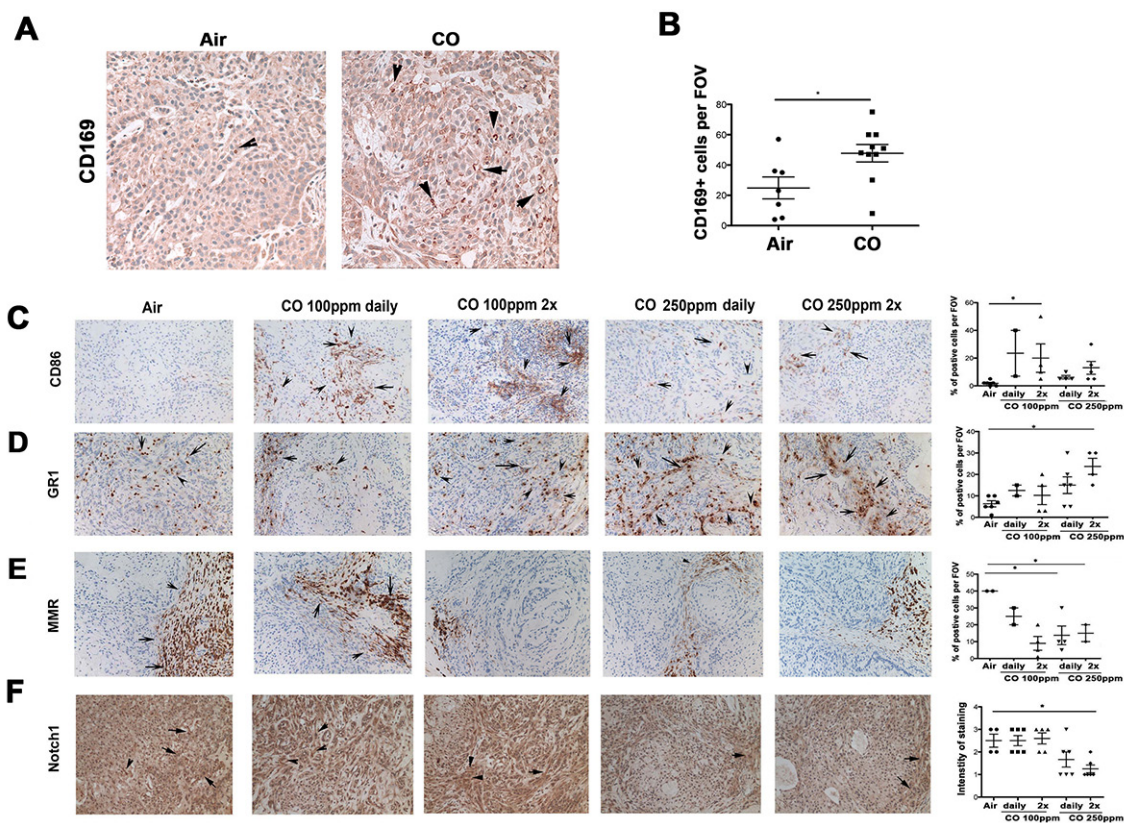 A
Air
CO
CD169
B
*
CD169+ cells per FOV
80
60
40
20
0
Air
CO
Air
CO 100ppm daily
CO 100ppm 2x
CO 250ppm daily
CO 250ppm 2x
C
CD86
% of postive cells per FOV
60
40
20
0
*
Air daily 2x daily 2x
CO 100ppm CO 250ppm
D
GR1
% of postive cells per FOV
40
30
20
10
0
*
Air daily 2x daily 2x
CO 100ppm CO 250ppm
E
MMR
% of postive cells per FOV
50
40
30
20
10
0
*
*
Air daily 2x daily 2x
CO 100ppm CO 250ppm
F
Notch1
Intenstity of staining
4
3
2
1
0
*
Air daily 2x daily 2x
CO 100ppm CO 250ppm